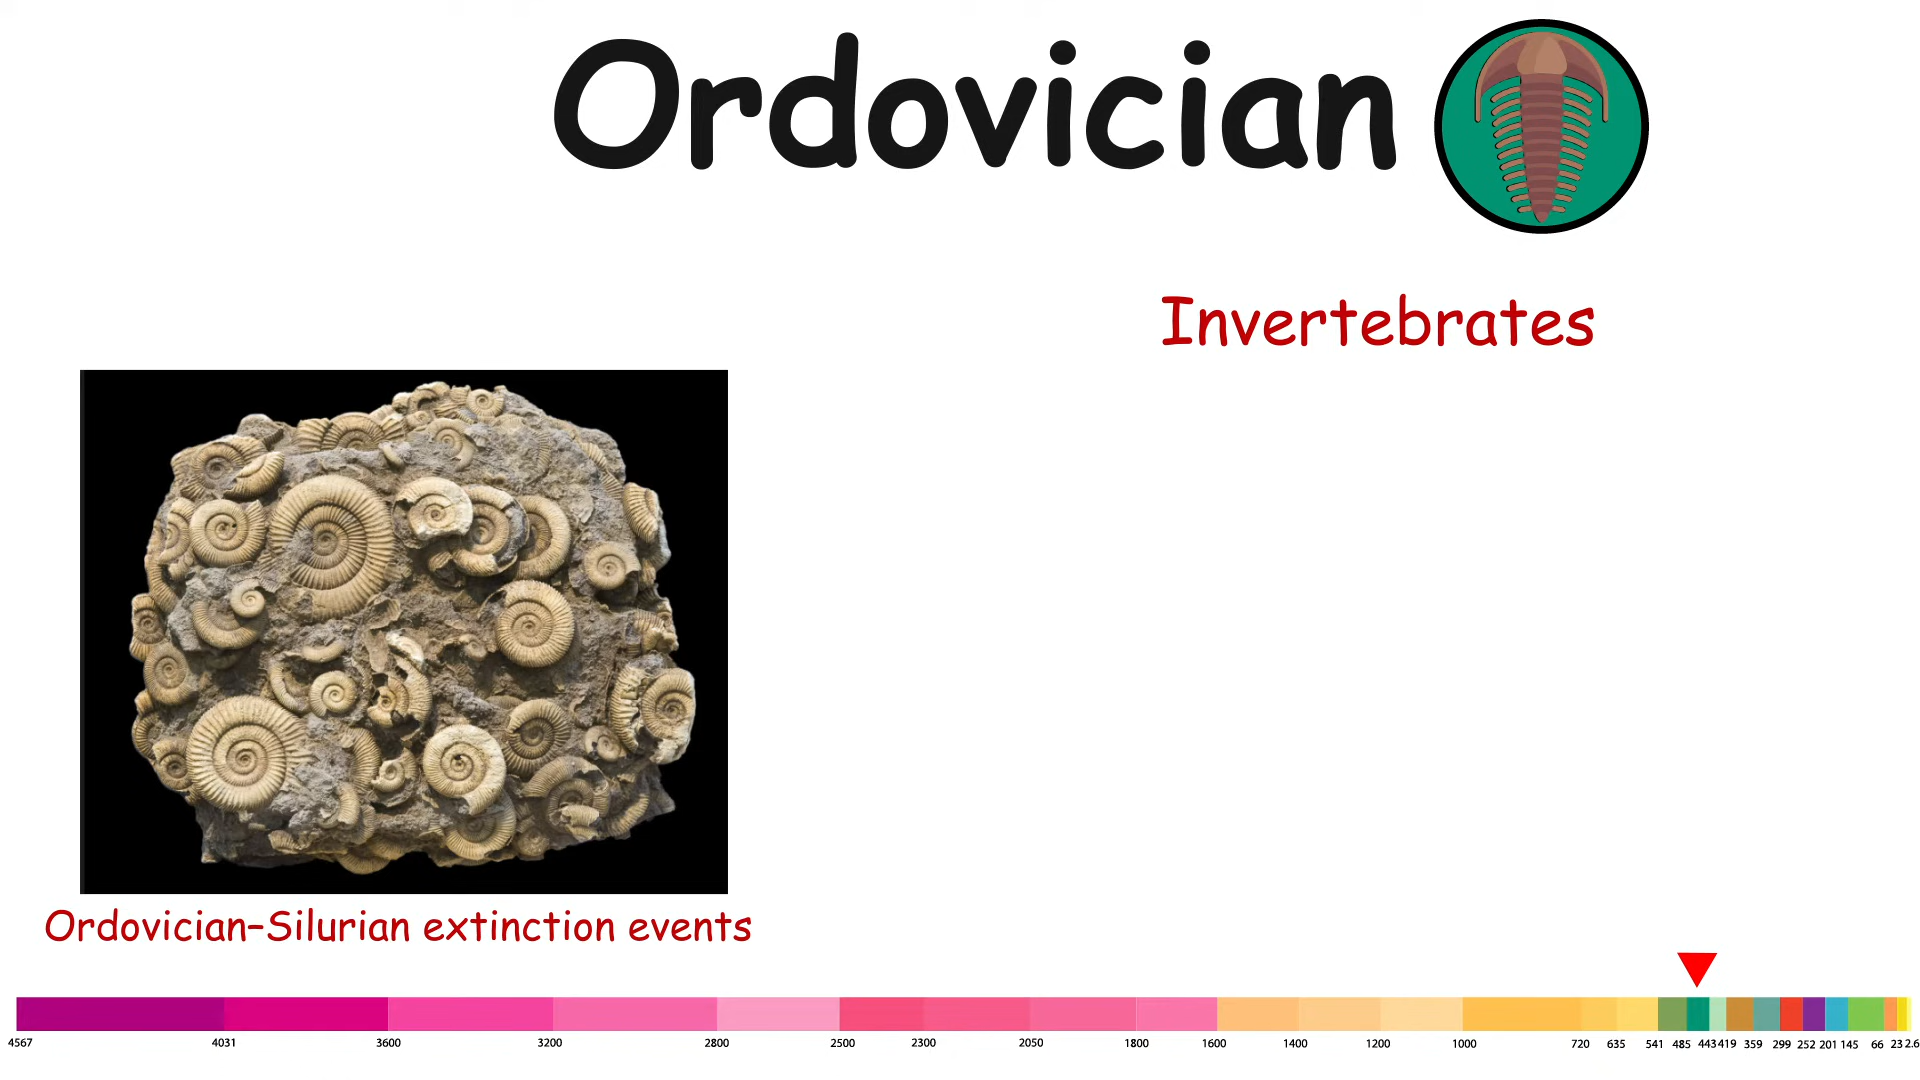 Ordovician
Invertebrates
Ordovician–Silurian extinction events
4567 4031 3600 3200 2800 2500 2300 2050 1800 1600 1400 1200 1000 720 635 541 485 443 419 359 299 252 201 145 66 23 2.6